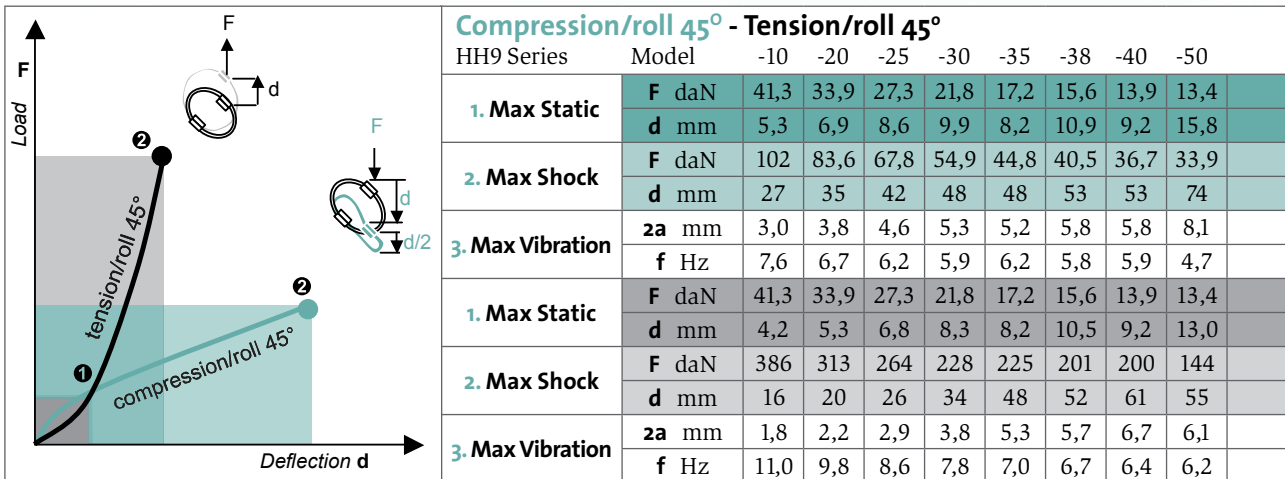 F
Load
F
d
❷
F
d
d/2
tension/roll 45°
❷
❶
compression/roll 45°
Deflection d
Compression/roll 45° - Tension/roll 45°
HH9 Series Model -10 -20 -25 -30 -35 -38 -40 -50
1. Max Static
F daN 41,3 33,9 27,3 21,8 17,2 15,6 13,9 13,4
d mm 5,3 6,9 8,6 9,9 8,2 10,9 9,2 15,8
2. Max Shock
F daN 102 83,6 67,8 54,9 44,8 40,5 36,7 33,9
d mm 27 35 42 48 48 53 53 74
3. Max Vibration
2a mm 3,0 3,8 4,6 5,3 5,2 5,8 5,8 8,1
f Hz 7,6 6,7 6,2 5,9 6,2 5,8 5,9 4,7
1. Max Static
F daN 41,3 33,9 27,3 21,8 17,2 15,6 13,9 13,4
d mm 4,2 5,3 6,8 8,3 8,2 10,5 9,2 13,0
2. Max Shock
F daN 386 313 264 228 225 201 200 144
d mm 16 20 26 34 48 52 61 55
3. Max Vibration
2a mm 1,8 2,2 2,9 3,8 5,3 5,7 6,7 6,1
f Hz 11,0 9,8 8,6 7,8 7,0 6,7 6,4 6,2